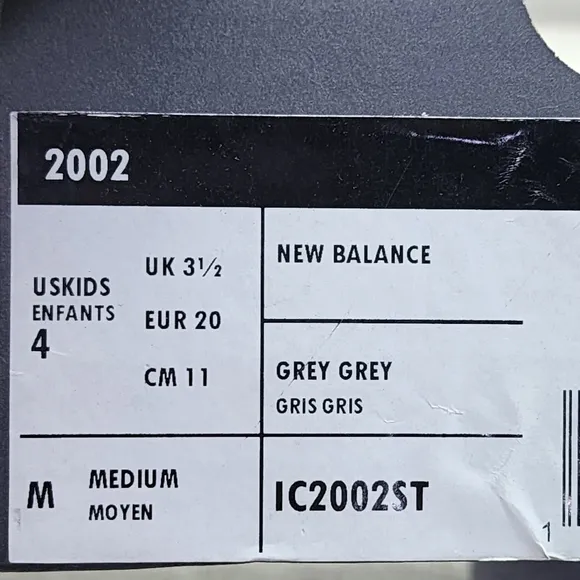 2002
USKIDS
ENFANTS
4
UK 3½
EUR 20
CM 11
NEW BALANCE
GREY GREY
GRIS GRIS
M
MEDIUM
MOYEN
IC2002ST
1